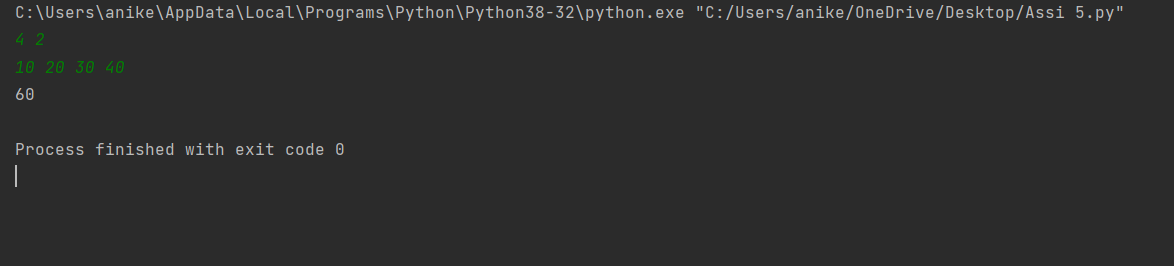 C:\Users\anike\AppData\Local\Programs\Python\Python38-32\python.exe "C:/Users/anike/OneDrive/Desktop/Assi 5.py"
4 2
10 20 30 40
60
Process finished with exit code 0